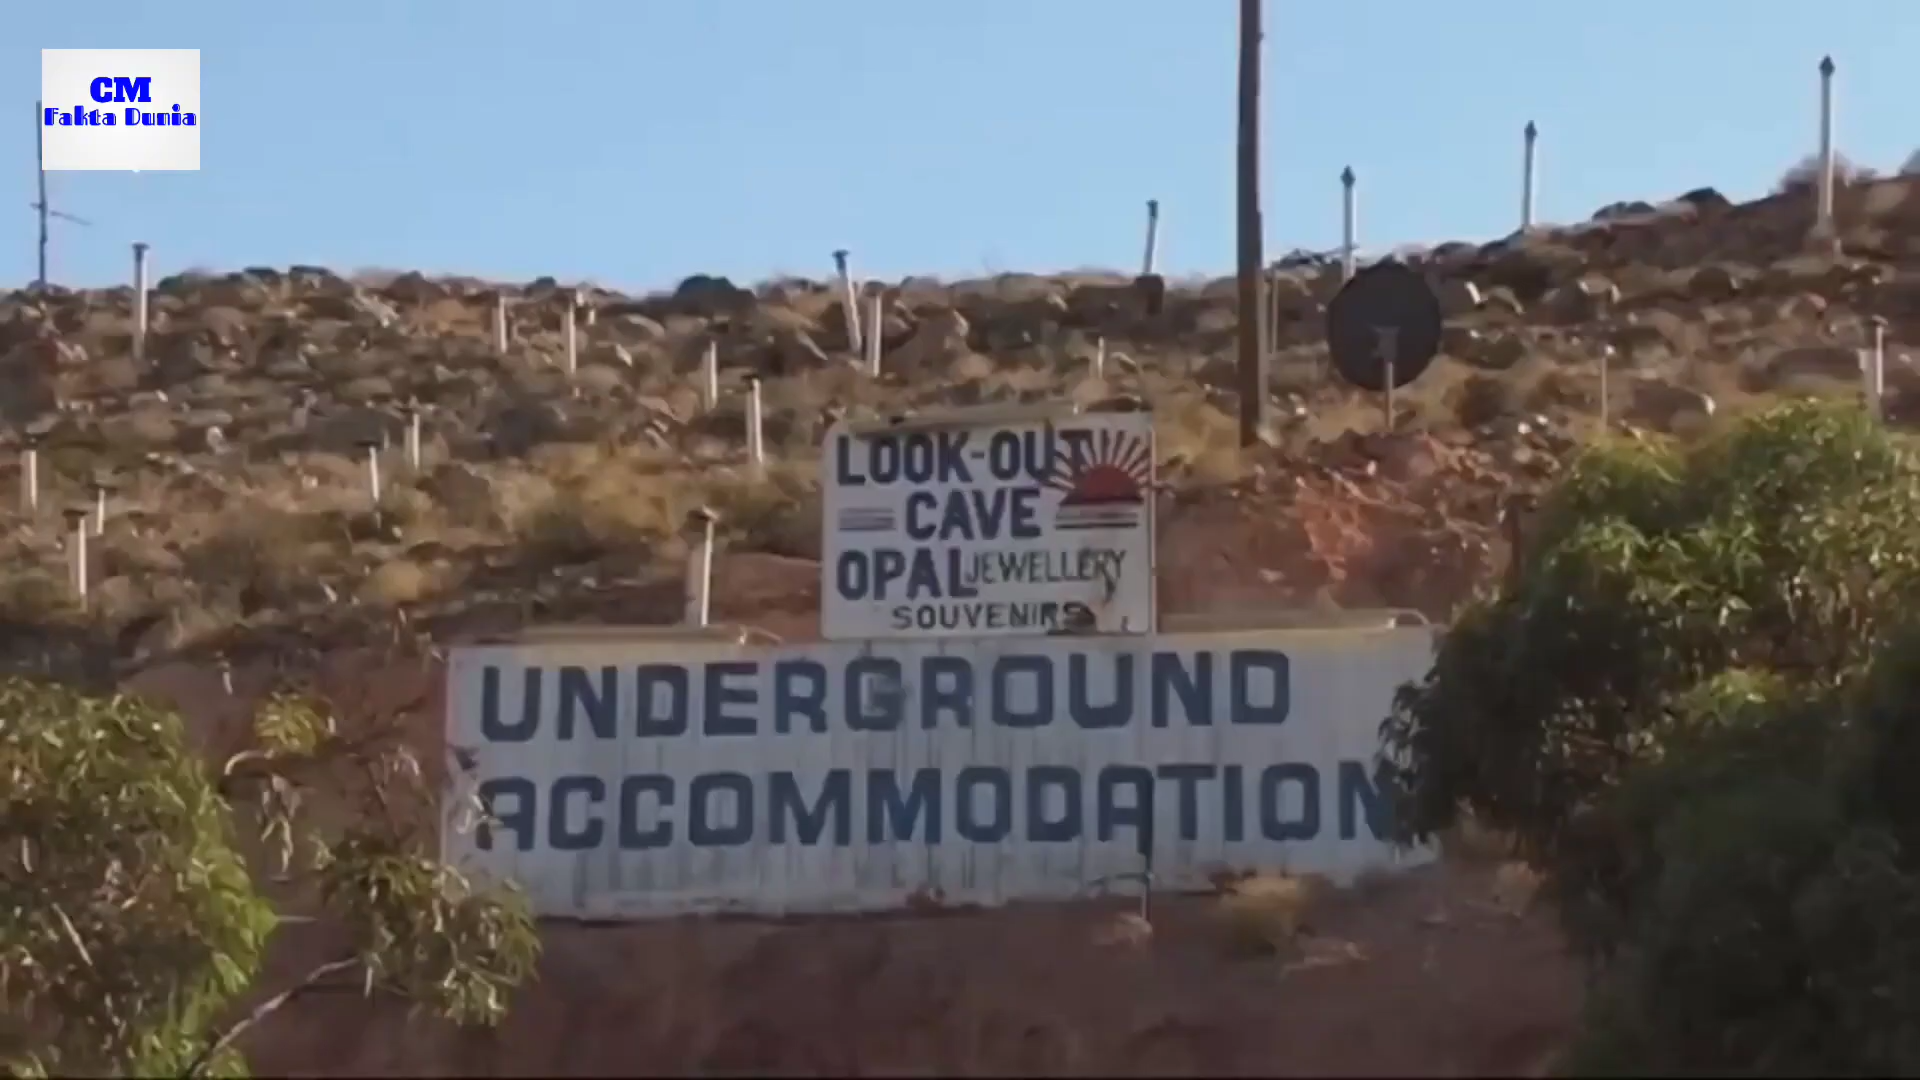 CM
Fakta Dunia
LOOK-OUT
CAVE
OPAL JEWELLERY
SOUVENIRS
UNDERGROUND
ACCOMMODATION